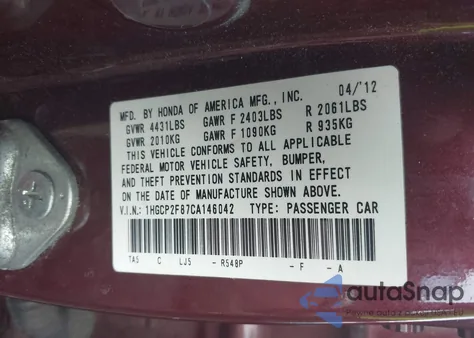 MFD. BY HONDA OF AMERICA MFG., INC. 04/'12
GVWR 4431LBS GAWR F 2403LBS R 2061LBS
GVWR 2010KG GAWR F 1090KG R 935KG
THIS VEHICLE CONFORMS TO ALL APPLICABLE
FEDERAL MOTOR VEHICLE SAFETY, BUMPER,
AND THEFT PREVENTION STANDARDS IN EFFECT
ON THE DATE OF MANUFACTURE SHOWN ABOVE.
V.I.N: 1HGCP2F87CA146042 TYPE: PASSENGER CAR
TA5 C LJ5 - R548P - F - A
autoSnap